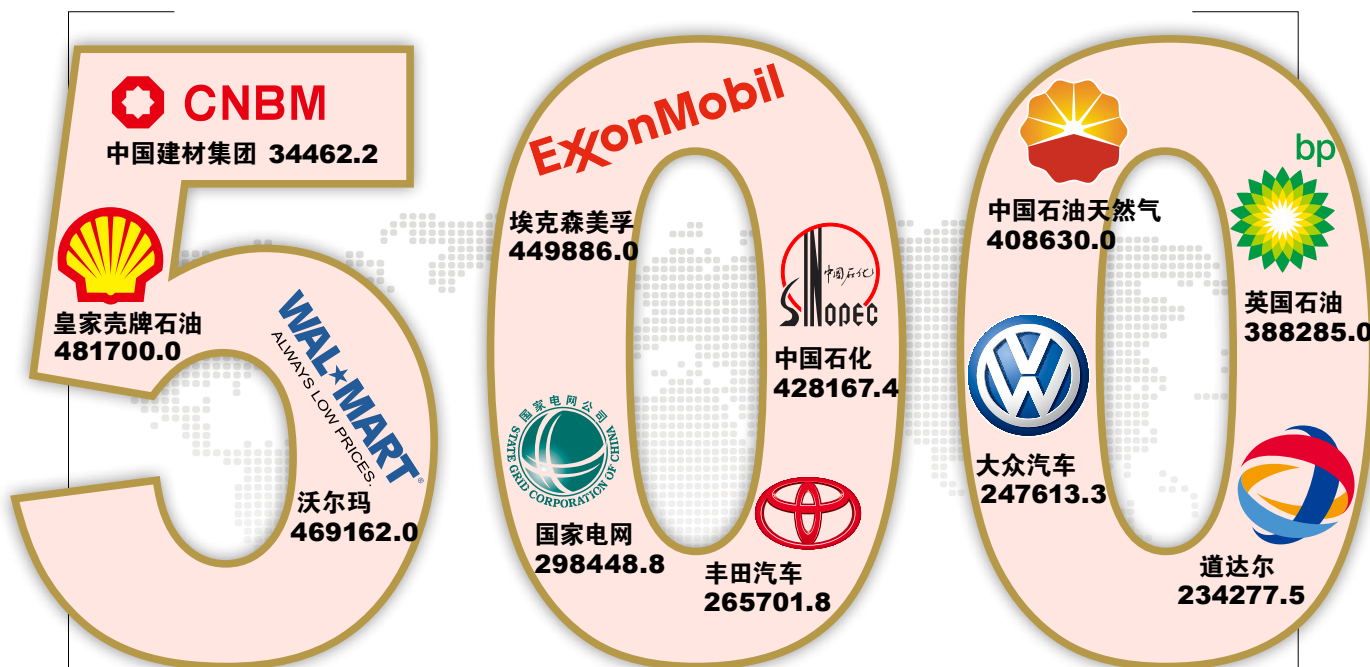 CNBM
中国建材集团 34462.2
皇家壳牌石油
481700.0
WAL★MART
ALWAYS LOW PRICES.
®
沃尔玛
469162.0
ExxonMobil
埃克森美孚
449886.0
中国石化
SINOPEC
中国石化
428167.4
国家电网公司
STATE GRID CORPORATION OF CHINA
国家电网
298448.8
丰田汽车
265701.8
中国石油天然气
408630.0
bp
英国石油
388285.0
大众汽车
247613.3
道达尔
234277.5